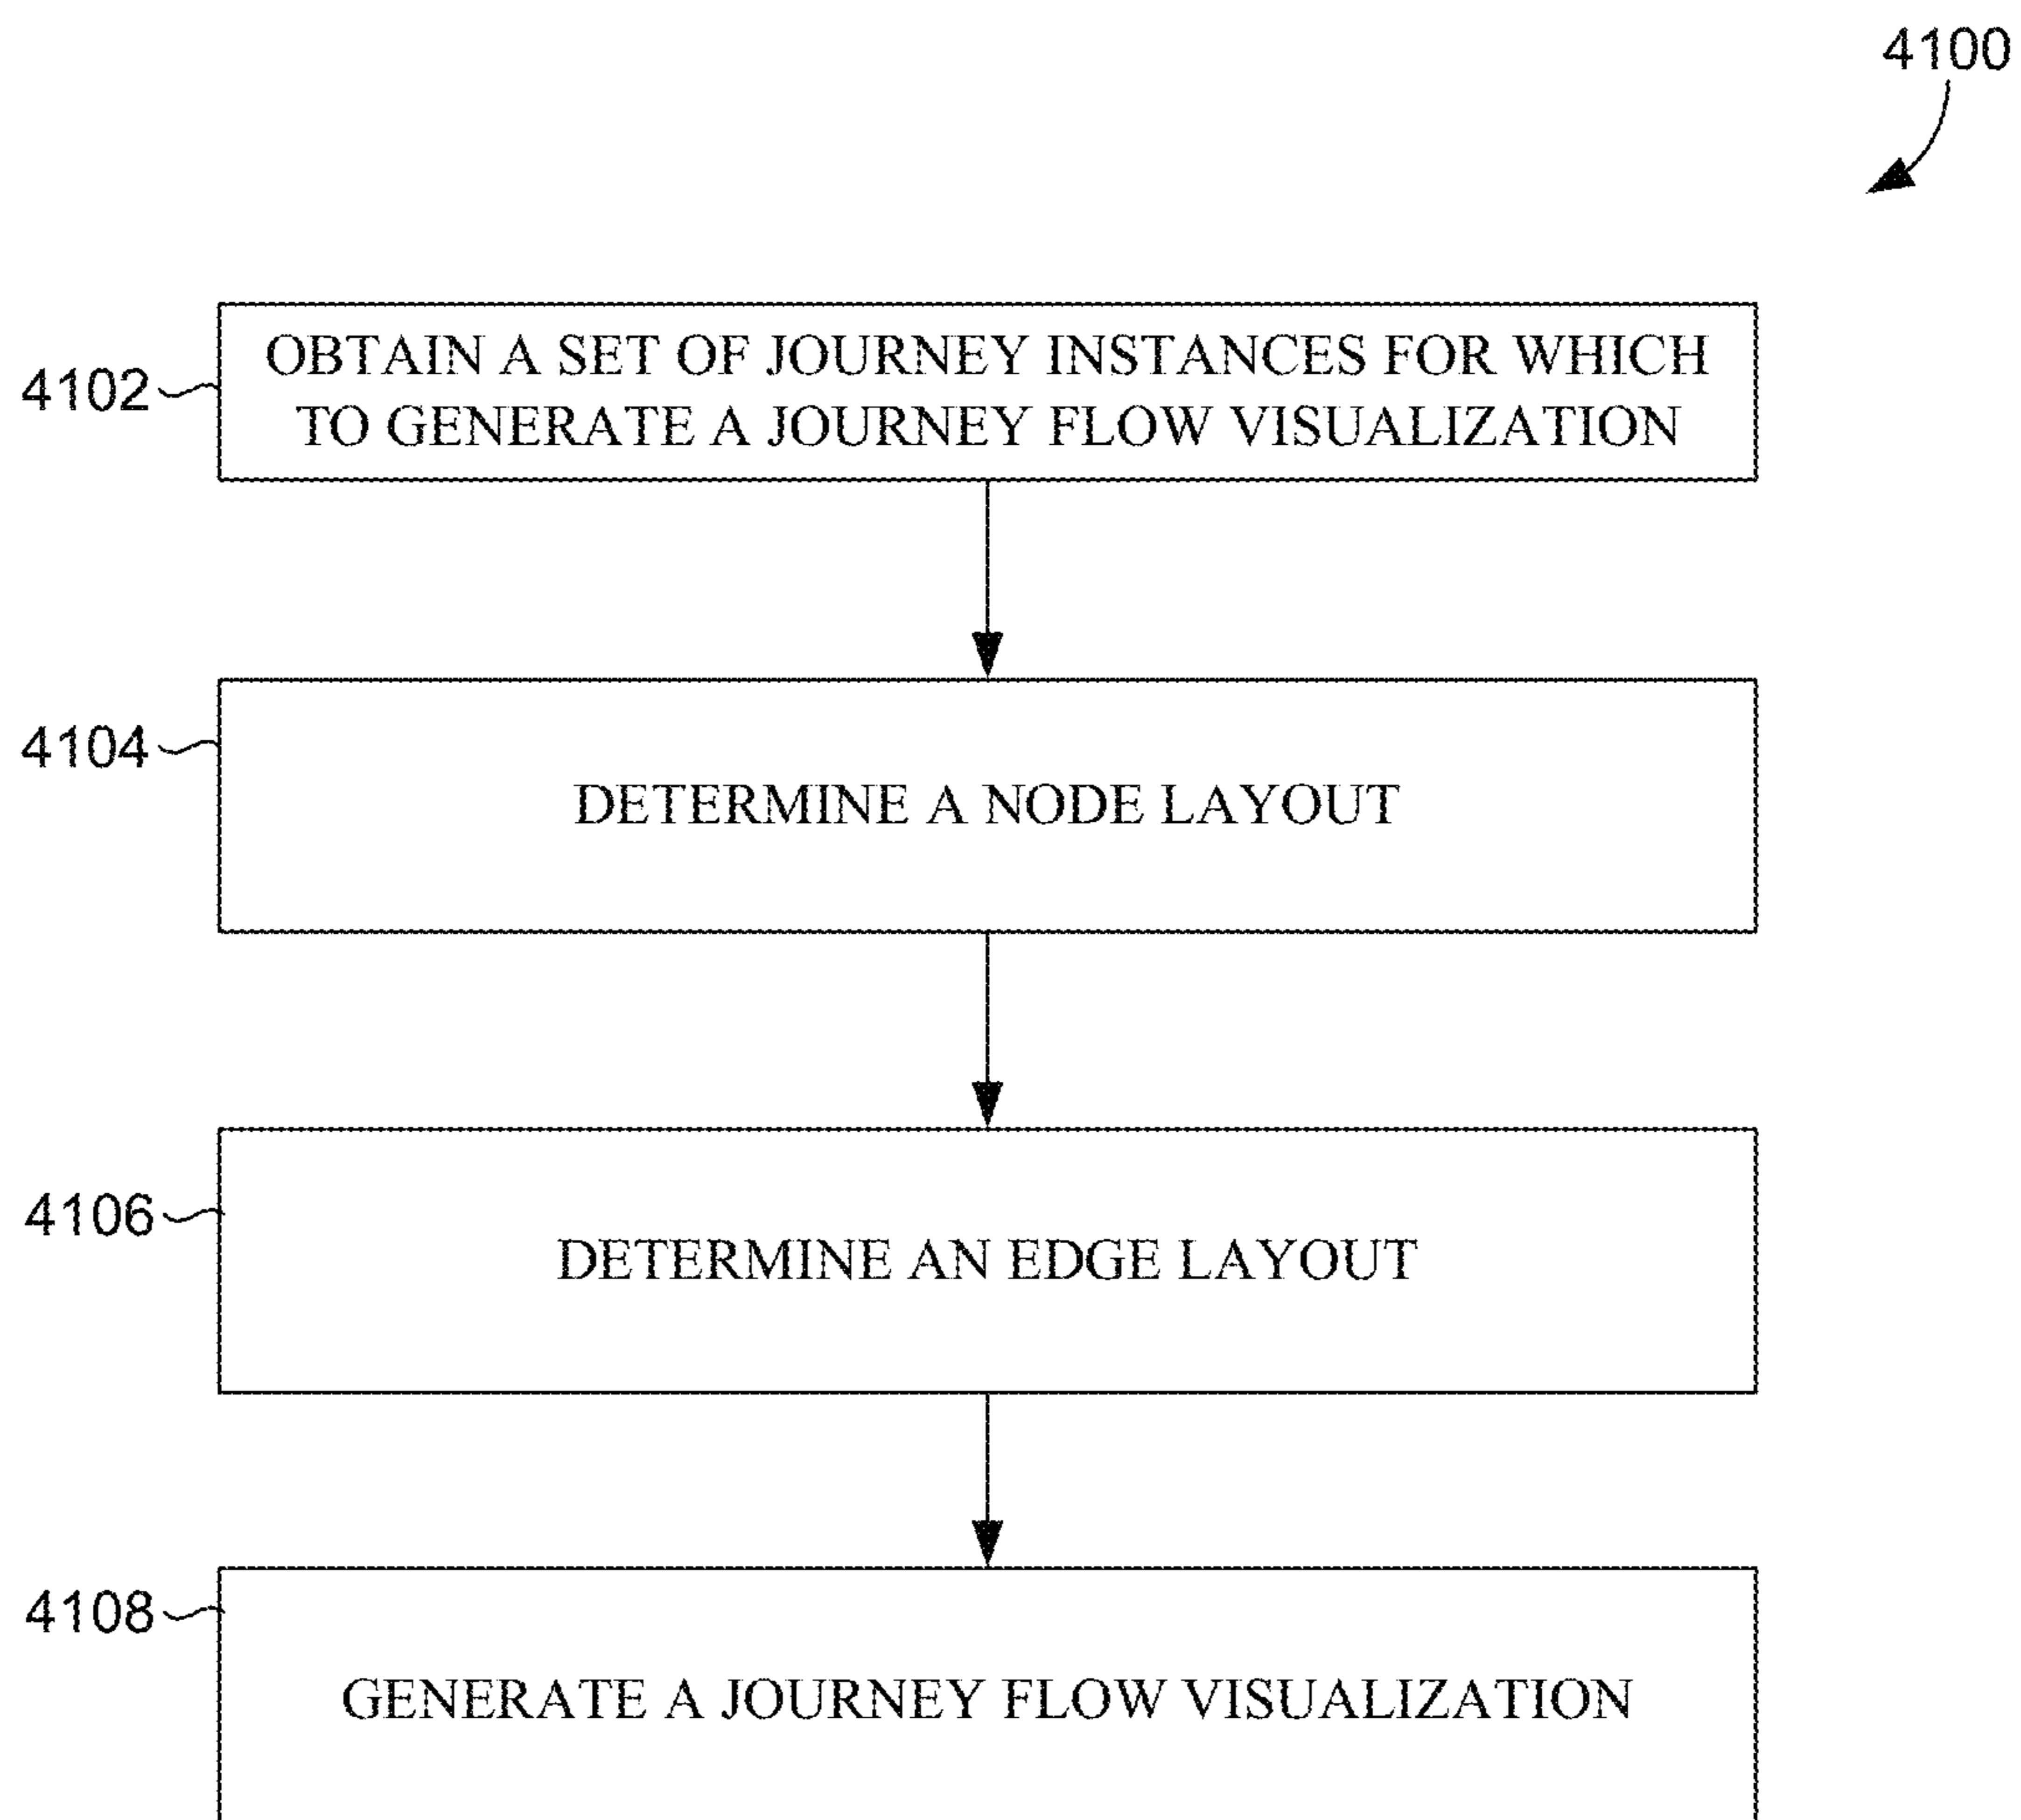 4100
4102
OBTAIN A SET OF JOURNEY INSTANCES FOR WHICH
TO GENERATE A JOURNEY FLOW VISUALIZATION
4104
DETERMINE A NODE LAYOUT
4106
DETERMINE AN EDGE LAYOUT
4108
GENERATE A JOURNEY FLOW VISUALIZATION